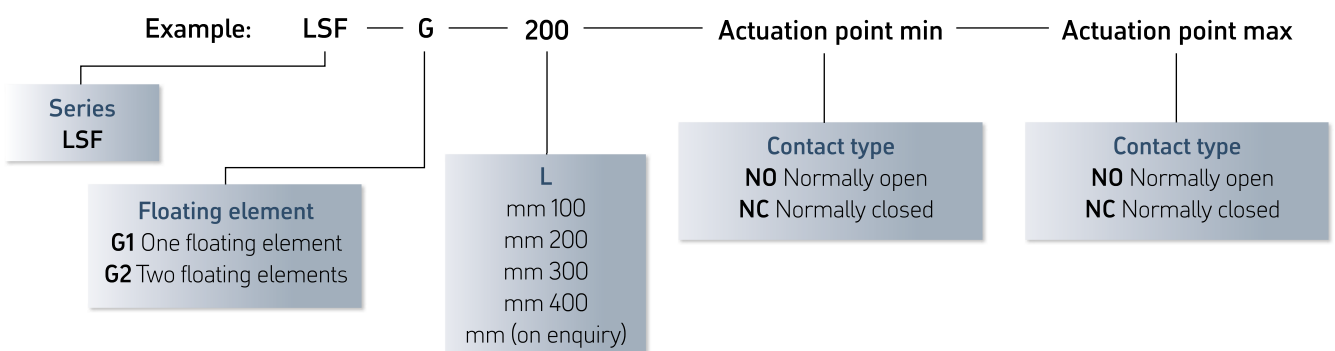 Example: LSF G 200 Actuation point min Actuation point max
Series
LSF
Floating element
G1 One floating element
G2 Two floating elements
L
mm 100
mm 200
mm 300
mm 400
mm (on enquiry)
Contact type
NO Normally open
NC Normally closed
Contact type
NO Normally open
NC Normally closed